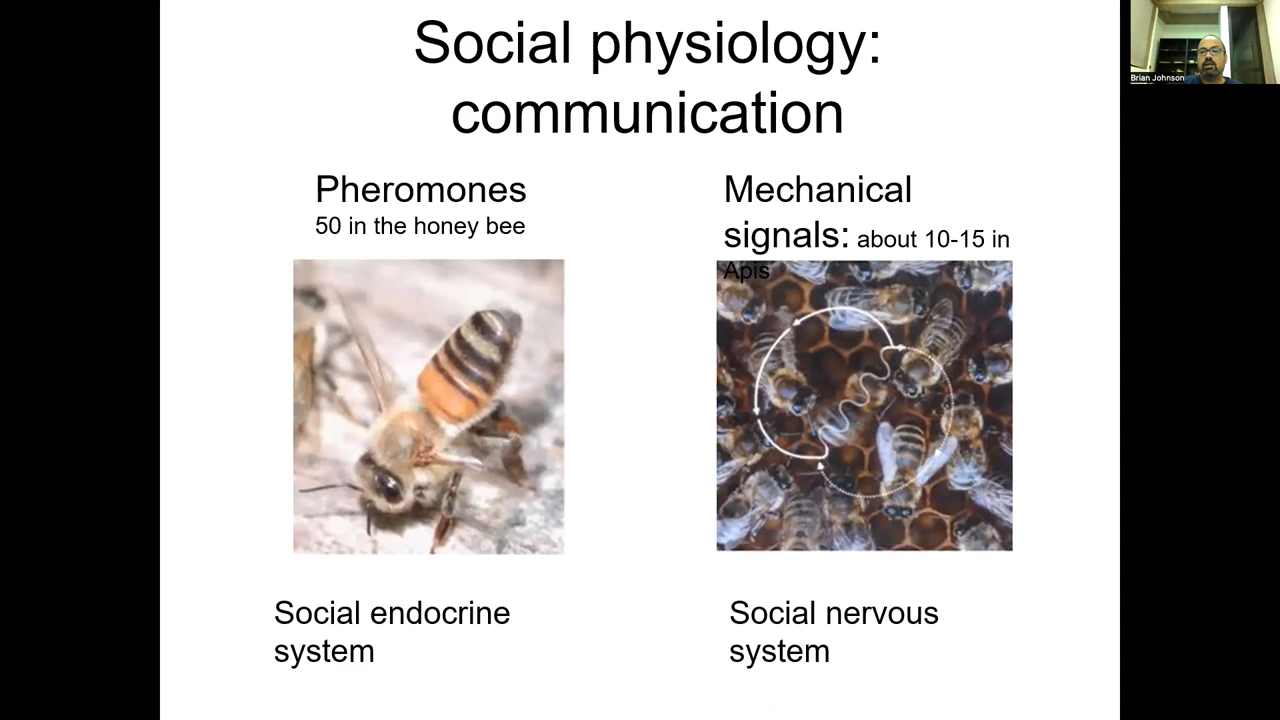 Social physiology:
communication
Brian Johnson
Pheromones
50 in the honey bee
Mechanical
signals: about 10-15 in
Apis
Social endocrine
system
Social nervous
system